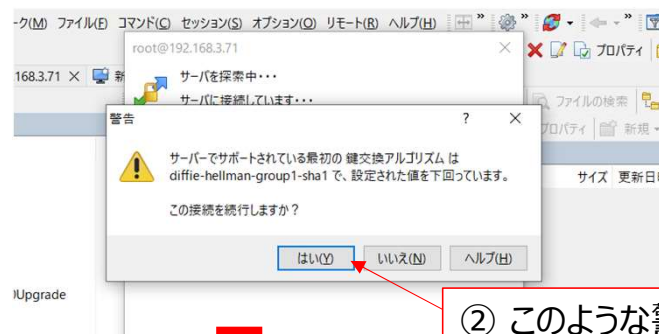 ーク(M) ファイル(F) コマンド(C) セッション(S) オプション(O) リモート(R) ヘルプ(H)
root@192.168.3.71
プロパティ
168.3.71 × 新
サーバを探索中・・・
サーバに接続しています・・・
ファイルの検索
警告 ? ×
プロパティ 新規
サーバーでサポートされている最初の 鍵交換アルゴリズム は
diffie-hellman-group1-sha1 で、設定された値を下回っています。
サイズ 更新日
この接続を続行しますか？
はい(Y) いいえ(N) ヘルプ(H)
Upgrade
② このような